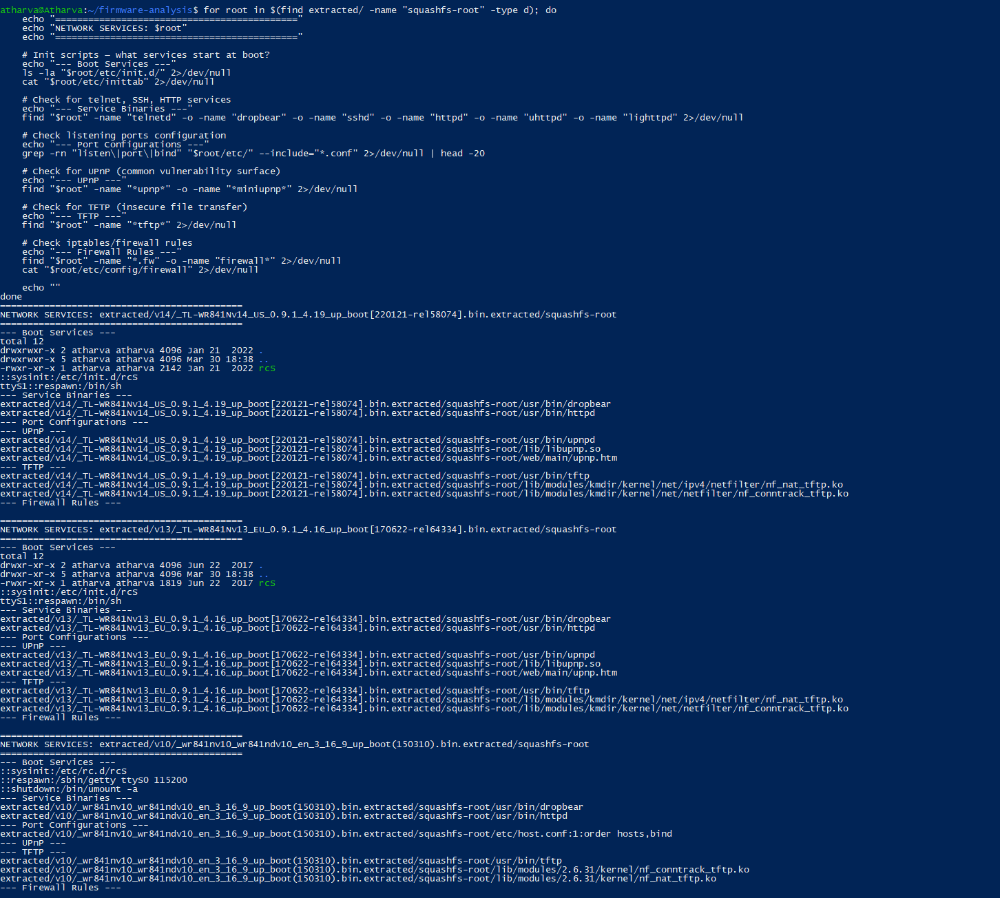 atharva@Atharva:~/firmware-analysis$ for root in $(find extracted/ -name "squashfs-root" -type d); do
    echo "============================================"
    echo "NETWORK SERVICES: $root"
    echo "============================================"

    # Init scripts — what services start at boot?
    echo "--- Boot Services ---"
    ls -la "$root/etc/init.d/" 2>/dev/null
    cat "$root/etc/inittab" 2>/dev/null

    # Check for telnet, SSH, HTTP services
    echo "--- Service Binaries ---"
    find "$root" -name "telnetd" -o -name "dropbear" -o -name "sshd" -o -name "httpd" -o -name "uhttpd" -o -name "lighttpd" 2>/dev/null

    # Check listening ports configuration
    echo "--- Port Configurations ---"
    grep -rn "listen\|port\|bind" "$root/etc/" --include="*.conf" 2>/dev/null | head -20

    # Check for UPnP (common vulnerability surface)
    echo "--- UPnP ---"
    find "$root" -name "*upnp*" -o -name "*miniupnp*" 2>/dev/null

    # Check for TFTP (insecure file transfer)
    echo "--- TFTP ---"
    find "$root" -name "*tftp*" 2>/dev/null

    # Check iptables/firewall rules
    echo "--- Firewall Rules ---"
    find "$root" -name "*.fw" -o -name "firewall*" 2>/dev/null
    cat "$root/etc/config/firewall" 2>/dev/null

    echo ""
done
============================================
NETWORK SERVICES: extracted/v14/_TL-WR841Nv14_US_0.9.1_4.19_up_boot[220121-rel58074].bin.extracted/squashfs-root
============================================
--- Boot Services ---
total 12
drwxrwxr-x 2 atharva atharva 4096 Jan 21  2022 .
drwxrwxr-x 5 atharva atharva 4096 Mar 30 18:38 ..
-rwxr-xr-x 1 atharva atharva 2142 Jan 21  2022 rcS
::sysinit:/etc/init.d/rcS
ttyS1::respawn:/bin/sh
--- Service Binaries ---
extracted/v14/_TL-WR841Nv14_US_0.9.1_4.19_up_boot[220121-rel58074].bin.extracted/squashfs-root/usr/bin/dropbear
extracted/v14/_TL-WR841Nv14_US_0.9.1_4.19_up_boot[220121-rel58074].bin.extracted/squashfs-root/usr/bin/httpd
--- Port Configurations ---
--- UPnP ---
extracted/v14/_TL-WR841Nv14_US_0.9.1_4.19_up_boot[220121-rel58074].bin.extracted/squashfs-root/usr/bin/upnpd
extracted/v14/_TL-WR841Nv14_US_0.9.1_4.19_up_boot[220121-rel58074].bin.extracted/squashfs-root/lib/libupnp.so
extracted/v14/_TL-WR841Nv14_US_0.9.1_4.19_up_boot[220121-rel58074].bin.extracted/squashfs-root/web/main/upnp.htm
--- TFTP ---
extracted/v14/_TL-WR841Nv14_US_0.9.1_4.19_up_boot[220121-rel58074].bin.extracted/squashfs-root/usr/bin/tftp
extracted/v14/_TL-WR841Nv14_US_0.9.1_4.19_up_boot[220121-rel58074].bin.extracted/squashfs-root/lib/modules/kmdir/kernel/net/ipv4/netfilter/nf_nat_tftp.ko
extracted/v14/_TL-WR841Nv14_US_0.9.1_4.19_up_boot[220121-rel58074].bin.extracted/squashfs-root/lib/modules/kmdir/kernel/net/netfilter/nf_conntrack_tftp.ko
--- Firewall Rules ---

============================================
NETWORK SERVICES: extracted/v13/_TL-WR841Nv13_EU_0.9.1_4.16_up_boot[170622-rel64334].bin.extracted/squashfs-root
============================================
--- Boot Services ---
total 12
drwxr-xr-x 2 atharva atharva 4096 Jun 22  2017 .
drwxr-xr-x 5 atharva atharva 4096 Mar 30 18:38 ..
-rwxr-xr-x 1 atharva atharva 1819 Jun 22  2017 rcS
::sysinit:/etc/init.d/rcS
ttyS1::respawn:/bin/sh
--- Service Binaries ---
extracted/v13/_TL-WR841Nv13_EU_0.9.1_4.16_up_boot[170622-rel64334].bin.extracted/squashfs-root/usr/bin/dropbear
extracted/v13/_TL-WR841Nv13_EU_0.9.1_4.16_up_boot[170622-rel64334].bin.extracted/squashfs-root/usr/bin/httpd
--- Port Configurations ---
--- UPnP ---
extracted/v13/_TL-WR841Nv13_EU_0.9.1_4.16_up_boot[170622-rel64334].bin.extracted/squashfs-root/usr/bin/upnpd
extracted/v13/_TL-WR841Nv13_EU_0.9.1_4.16_up_boot[170622-rel64334].bin.extracted/squashfs-root/lib/libupnp.so
extracted/v13/_TL-WR841Nv13_EU_0.9.1_4.16_up_boot[170622-rel64334].bin.extracted/squashfs-root/web/main/upnp.htm
--- TFTP ---
extracted/v13/_TL-WR841Nv13_EU_0.9.1_4.16_up_boot[170622-rel64334].bin.extracted/squashfs-root/usr/bin/tftp
extracted/v13/_TL-WR841Nv13_EU_0.9.1_4.16_up_boot[170622-rel64334].bin.extracted/squashfs-root/lib/modules/kmdir/kernel/net/ipv4/netfilter/nf_nat_tftp.ko
extracted/v13/_TL-WR841Nv13_EU_0.9.1_4.16_up_boot[170622-rel64334].bin.extracted/squashfs-root/lib/modules/kmdir/kernel/net/netfilter/nf_conntrack_tftp.ko
--- Firewall Rules ---

============================================
NETWORK SERVICES: extracted/v10/_wr841nv10_wr841ndv10_en_3_16_9_up_boot(150310).bin.extracted/squashfs-root
============================================
--- Boot Services ---
::sysinit:/etc/rc.d/rcS
::respawn:/sbin/getty ttyS0 115200
::shutdown:/bin/umount -a
--- Service Binaries ---
extracted/v10/_wr841nv10_wr841ndv10_en_3_16_9_up_boot(150310).bin.extracted/squashfs-root/usr/bin/dropbear
extracted/v10/_wr841nv10_wr841ndv10_en_3_16_9_up_boot(150310).bin.extracted/squashfs-root/usr/bin/httpd
--- Port Configurations ---
extracted/v10/_wr841nv10_wr841ndv10_en_3_16_9_up_boot(150310).bin.extracted/squashfs-root/etc/host.conf:1:order hosts,bind
--- UPnP ---
--- TFTP ---
extracted/v10/_wr841nv10_wr841ndv10_en_3_16_9_up_boot(150310).bin.extracted/squashfs-root/usr/bin/tftp
extracted/v10/_wr841nv10_wr841ndv10_en_3_16_9_up_boot(150310).bin.extracted/squashfs-root/lib/modules/2.6.31/kernel/nf_conntrack_tftp.ko
extracted/v10/_wr841nv10_wr841ndv10_en_3_16_9_up_boot(150310).bin.extracted/squashfs-root/lib/modules/2.6.31/kernel/nf_nat_tftp.ko
--- Firewall Rules ---